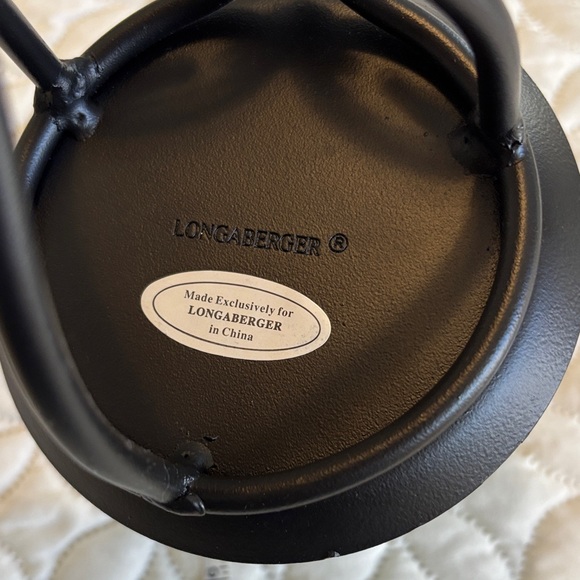 LONGABERGER ®
Made Exclusively for
LONGABERGER
in China